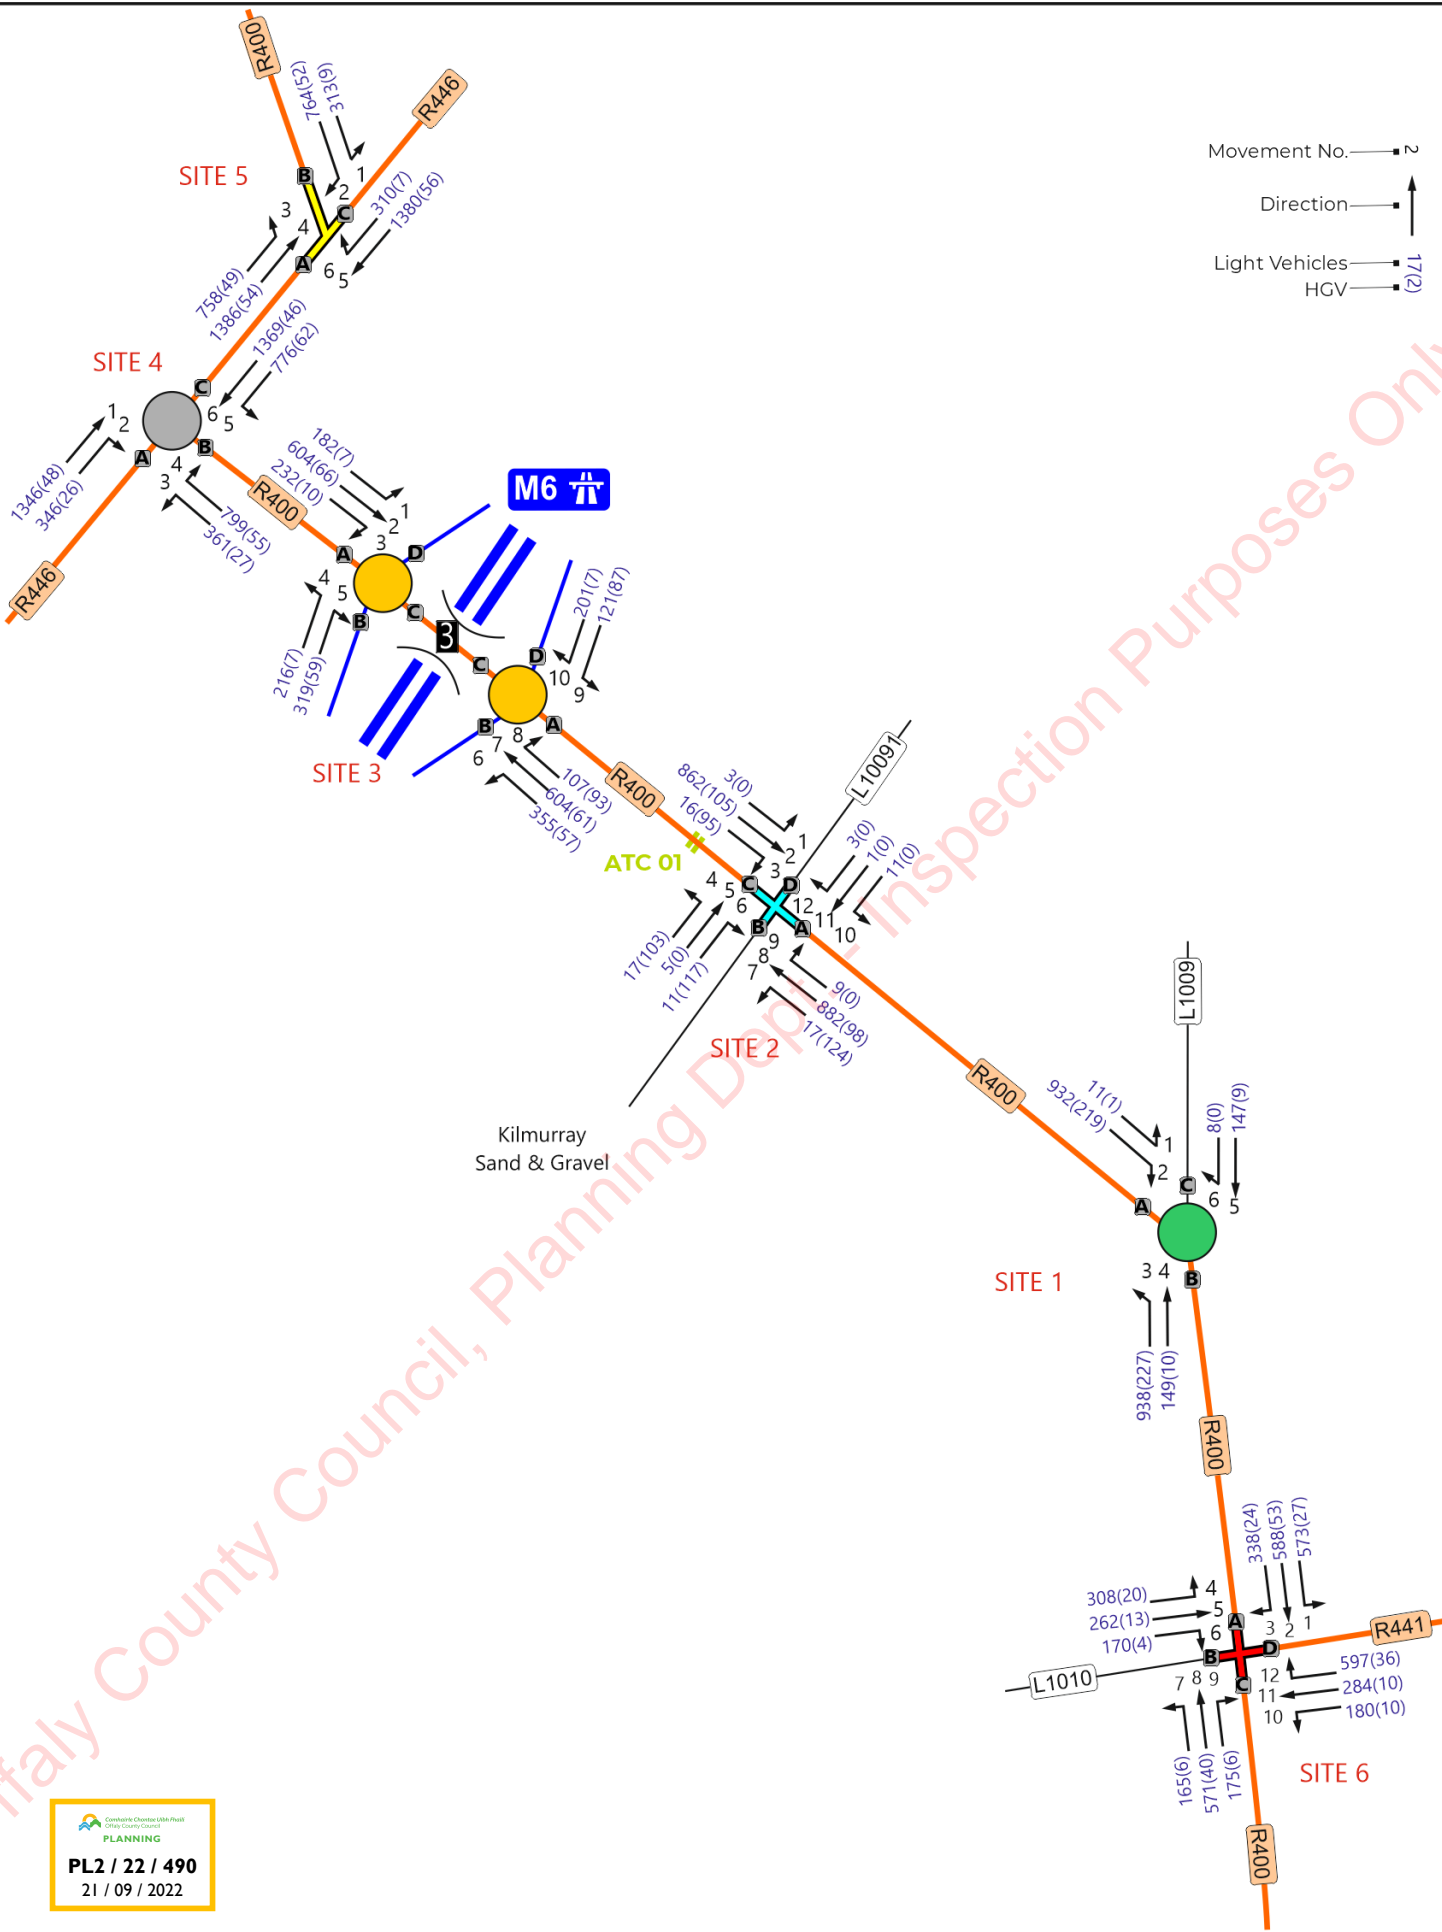 R400
R446
764(52)
313(9)
SITE 5
B
1
2
C
310(7)
1380(56)
3
4
A
6
5
758(49)
1386(54)
Movement No.
2
Direction
Light Vehicles
17(2)
HGV
SITE 4
1369(46)
776(62)
C
1
2
6
5
A
B
4
3
1346(48)
346(26)
799(55)
361(27)
R446
R400
182(7)
604(66)
232(10)
M6
1
2
3
A
D
4
5
B
C
3
216(7)
319(59)
201(7)
121(87)
C
D
10
9
B
A
8
7
6
SITE 3
107(93)
604(61)
355(57)
R400
ATC 01
L10091
3(0)
862(105)
16(95)
1
2
3
3(0)
1(0)
11(0)
4
5
6
C
D
12
11
10
B
A
9
8
7
17(103)
5(0)
11(117)
9(0)
882(98)
17(124)
SITE 2
Kilmurray
Sand & Gravel
R400
L1009
11(1)
932(219)
1
2
8(0)
147(9)
C
6
5
A
SITE 1
3
4
B
938(227)
149(10)
R400
338(24)
588(53)
573(27)
308(20)
262(13)
170(4)
4
5
6
A
3
2
1
R441
B
D
L1010
7
8
9
C
12
11
10
597(36)
284(10)
180(10)
165(6)
571(40)
175(6)
SITE 6
R400
Comhairle Chontae Uíbh Fhailí
Offaly County Council
PLANNING
PL2 / 22 / 490
21 / 09 / 2022
ffaly County Council, Planning Dept - Inspection Purposes Only